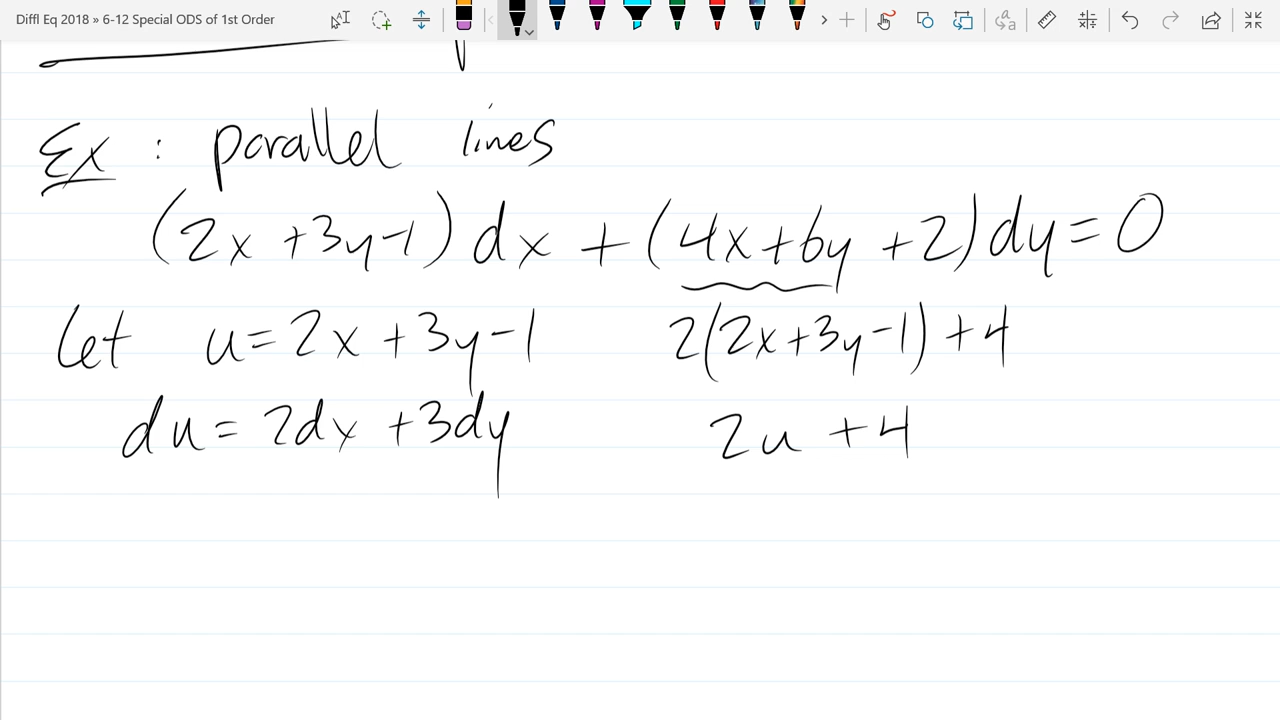 Diffl Eq 2018 » 6-12 Special ODS of 1st Order
Ex : parallel lines
(2x +3y-1) dx + (4x+6y +2) dy = 0
Let u = 2x + 3y - 1 2(2x+3y-1) + 4
du = 2dx + 3dy 2u + 4